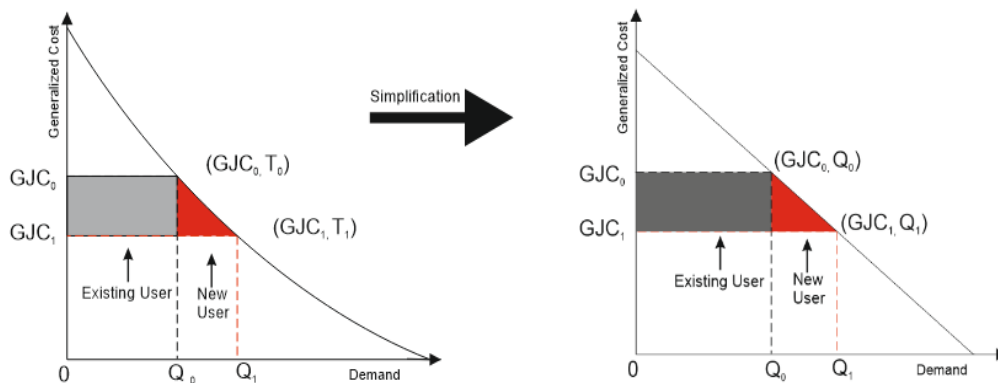 Generalized Cost
GJC₀
GJC₁
(GJC₀, T₀)
(GJC₁, T₁)
Existing User
New
User
0
Q₀
Q₁
Demand
Simplification
Generalized Cost
GJC₀
GJC₁
(GJC₀, Q₀)
(GJC₁, Q₁)
Existing User
New
User
0
Q₀
Q₁
Demand